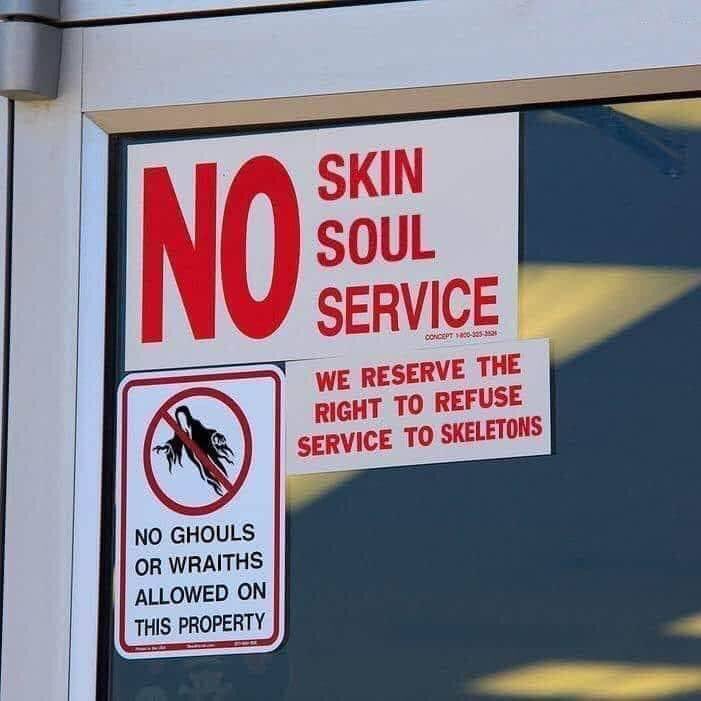 NO SKIN
SOUL
SERVICE
CONCEPT
WE RESERVE THE
RIGHT TO REFUSE
SERVICE TO SKELETONS
NO GHOULS
OR WRAITHS
ALLOWED ON
THIS PROPERTY